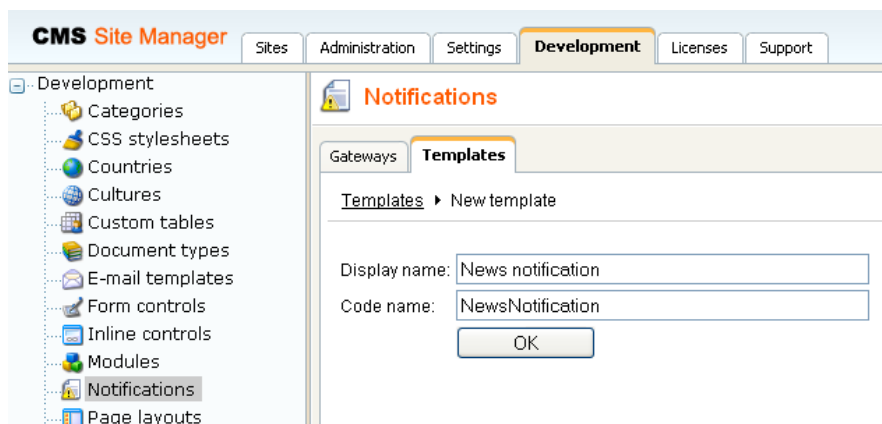 CMS Site Manager
Sites Administration Settings Development Licenses Support
Development
Categories
CSS stylesheets
Countries
Cultures
Custom tables
Document types
E-mail templates
Form controls
Inline controls
Modules
Notifications
Page layouts
Notifications
Gateways Templates
Templates New template
Display name: News notification
Code name: NewsNotification
OK